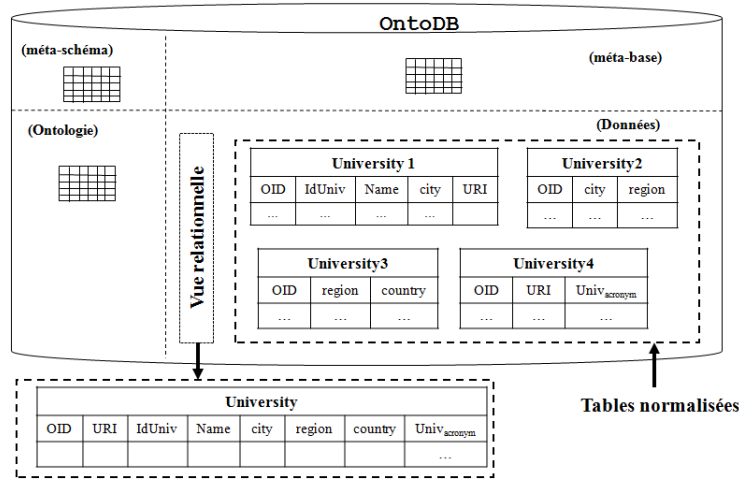 OntoDB
(méta-schéma)
(méta-base)
(Ontologie)
(Données)
Vue relationnelle
University 1
OID IdUniv Name city URI
... ... ... ...
University2
OID city region
... ... ...
University3
OID region country
... ... ...
University4
OID URI Univacronym
... ... ...
Tables normalisées
University
OID URI IdUniv Name city region country Univacronym
...